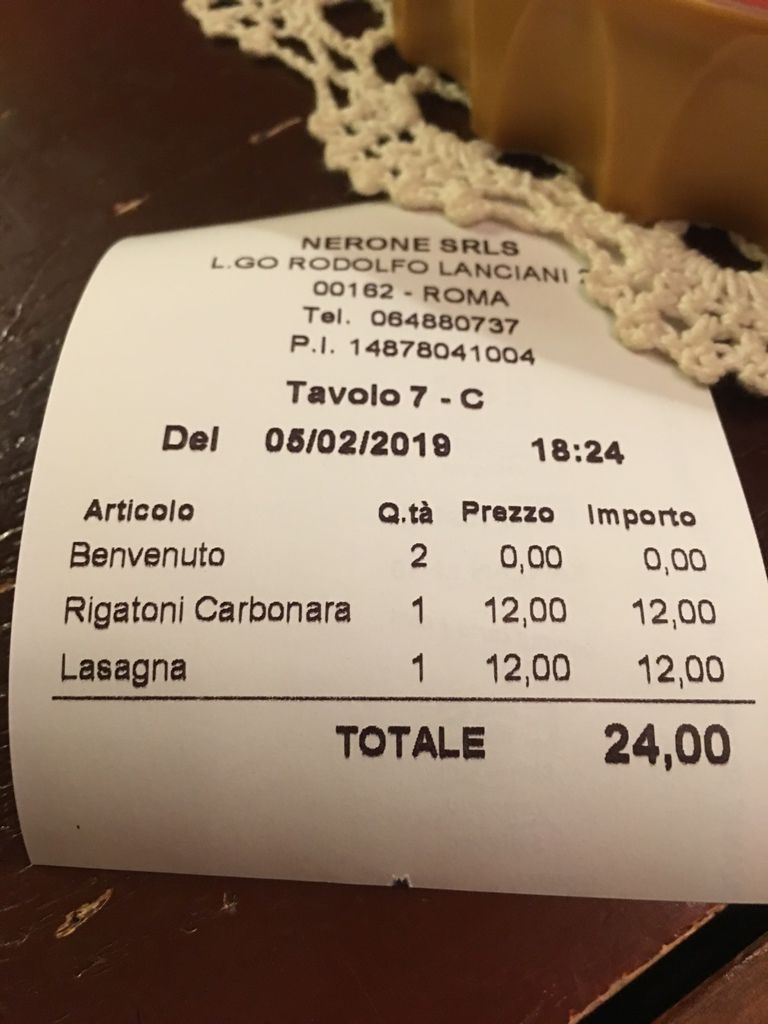 NERONE SRLS
L.GO RODOLFO LANCIANI
00162 - ROMA
Tel. 064880737
P.I. 14878041004
Tavolo 7 - C
Del 05/02/2019 18:24
Articolo Q.tà Prezzo Importo
Benvenuto 2 0,00 0,00
Rigatoni Carbonara 1 12,00 12,00
Lasagna 1 12,00 12,00
TOTALE 24,00